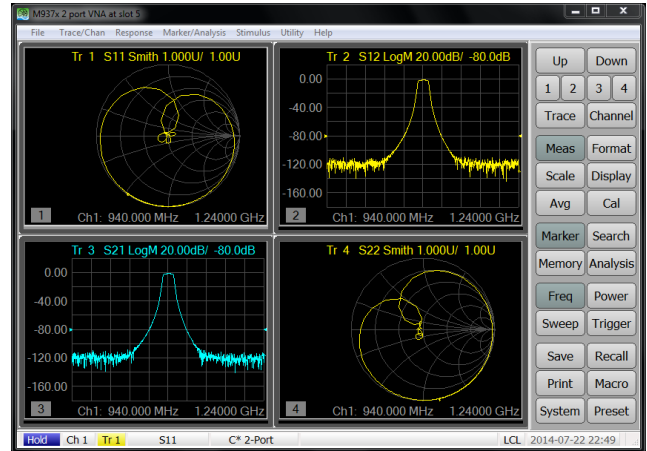 M937x 2 port VNA at slot 5
File Trace/Chan Response Marker/Analysis Stimulus Utility Help
Tr 1 S11 Smith 1.000U/ 1.00U
1 Ch1: 940.000 MHz 1.24000 GHz
Tr 2 S12 LogM 20.00dB/ -80.0dB
0.00
-40.00
-80.00
-120.00
-160.00
2 Ch1: 940.000 MHz 1.24000 GHz
Tr 3 S21 LogM 20.00dB/ -80.0dB
0.00
-40.00
-80.00
-120.00
-160.00
3 Ch1: 940.000 MHz 1.24000 GHz
Tr 4 S22 Smith 1.000U/ 1.00U
4 Ch1: 940.000 MHz 1.24000 GHz
Up Down
1 2 3 4
Trace Channel
Meas Format
Scale Display
Avg Cal
Marker Search
Memory Analysis
Freq Power
Sweep Trigger
Save Recall
Print Macro
System Preset
Hold Ch 1 Tr 1 S11 C* 2-Port LCL 2014-07-22 22:49